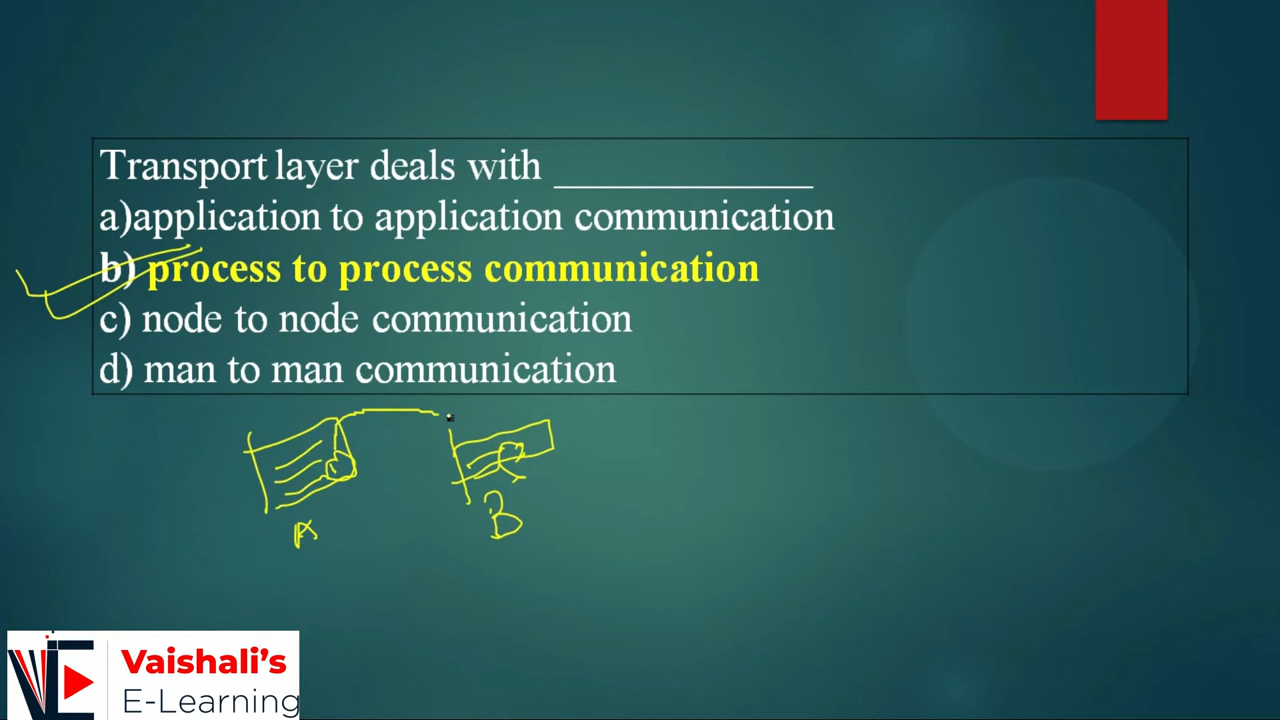 Transport layer deals with _____________
a)application to application communication
b) process to process communication
c) node to node communication
d) man to man communication
A
B
Vaishali's
E-Learning